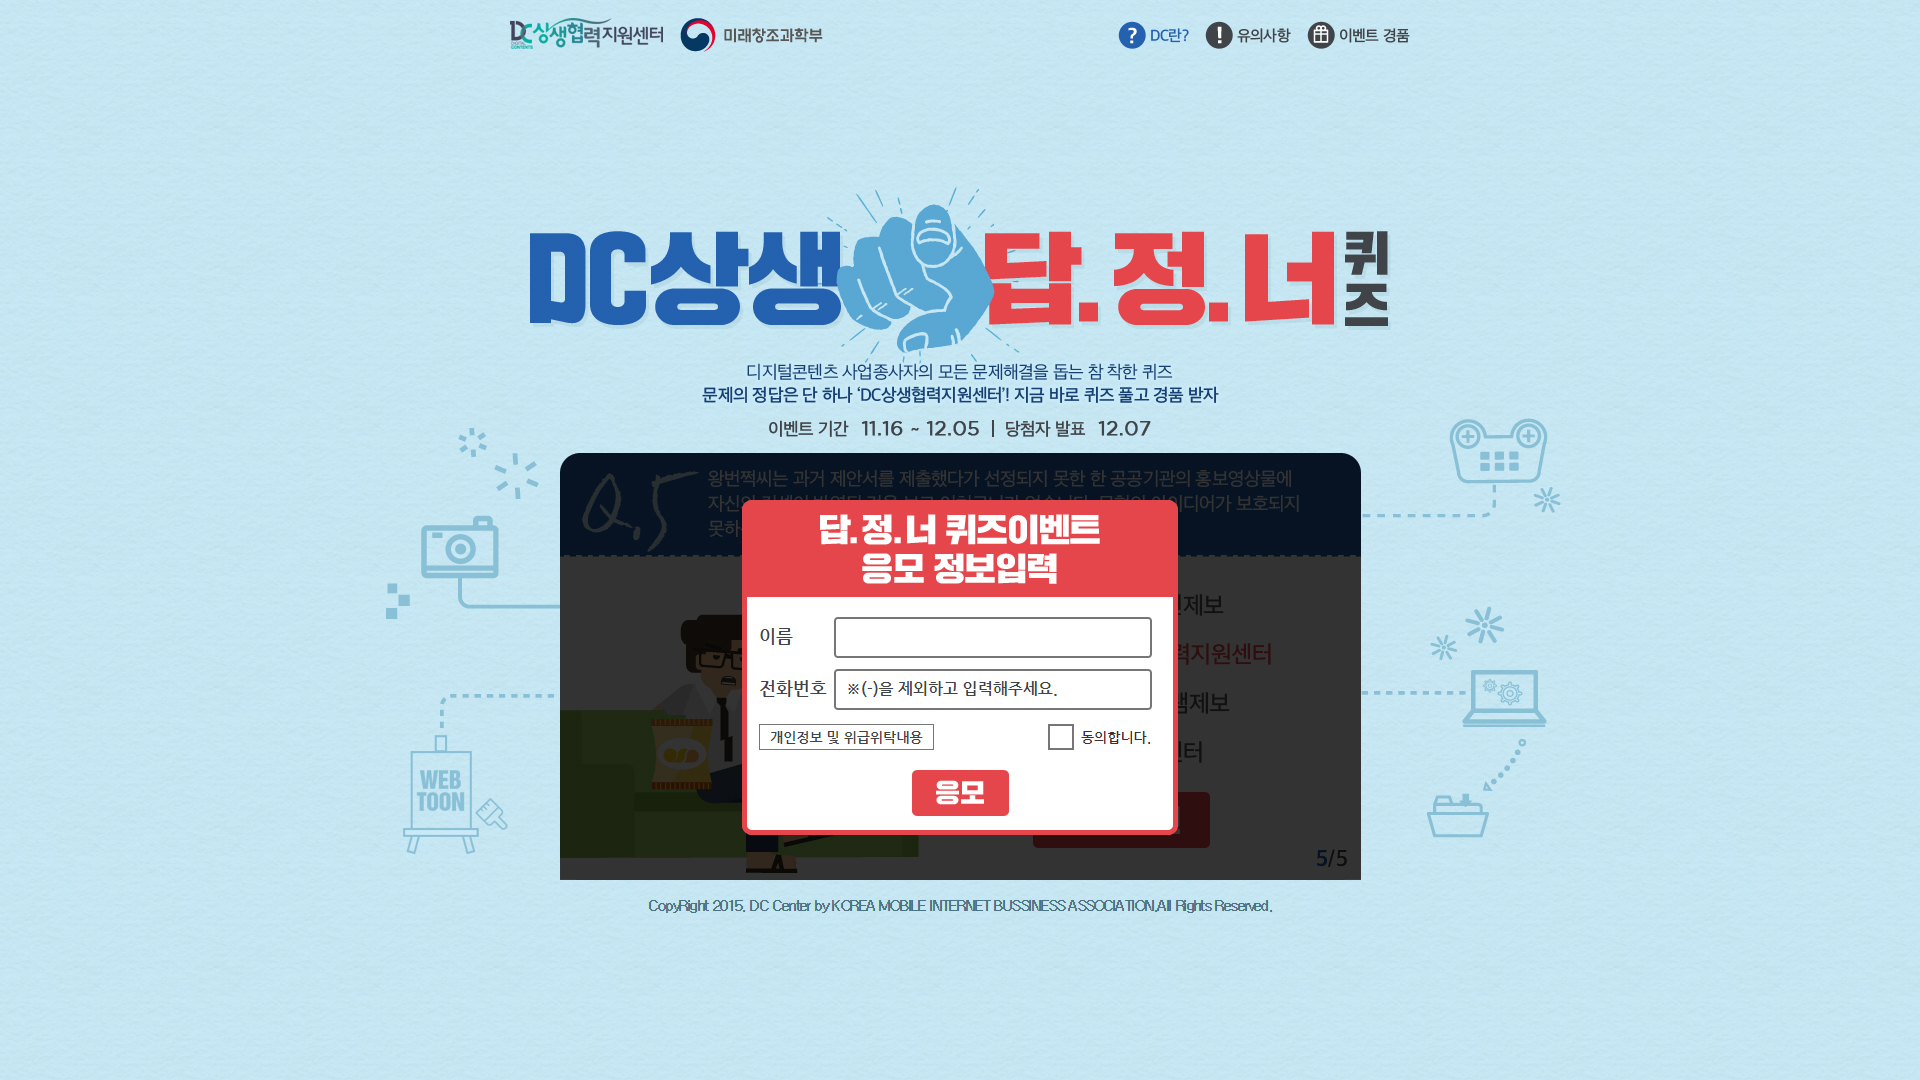 DC상생협력지원센터
DIGITAL CONTENTS
미래창조과학부
? DC란?
! 유의사항
이벤트 경품
DC상생 답.정.너 퀴즈
디지털콘텐츠 사업종사자의 모든 문제해결을 돕는 참 착한 퀴즈
문제의 정답은 단 하나 ‘DC상생협력지원센터’! 지금 바로 퀴즈 풀고 경품 받자
이벤트 기간 11.16 ~ 12.05 | 당첨자 발표 12.07
Q.5
왕번쩍씨는 과거 제안서를 제출했다가 선정되지 못한 한 공공기관의 홍보영상물에
보호되지
답.정.너 퀴즈이벤트
응모 정보입력
이름
전화번호 ※(-)을 제외하고 입력해주세요.
개인정보 및 위급위탁내용
동의합니다.
응모
제보
력지원센터
제보
센터
5/5
WEB
TOON
CopyRight 2015. DC Center by KOREA MOBILE INTERNET BUSSINESS ASSOCIATION.All Rights Reserved.